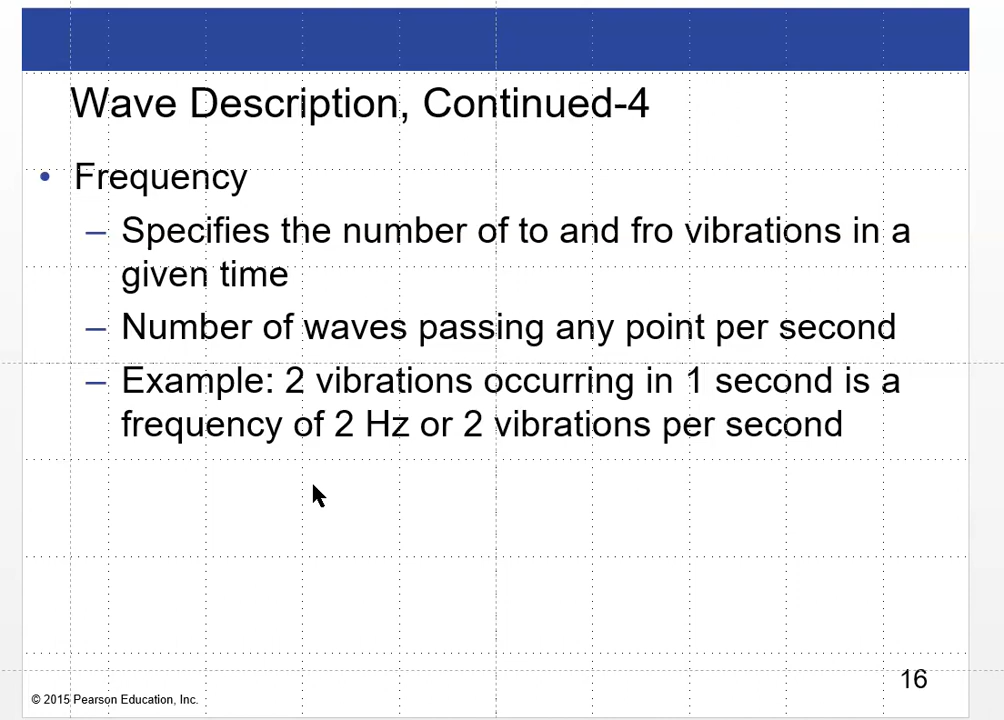 Wave Description, Continued-4
• Frequency
– Specifies the number of to and fro vibrations in a
given time
– Number of waves passing any point per second
– Example: 2 vibrations occurring in 1 second is a
frequency of 2 Hz or 2 vibrations per second
16
© 2015 Pearson Education, Inc.